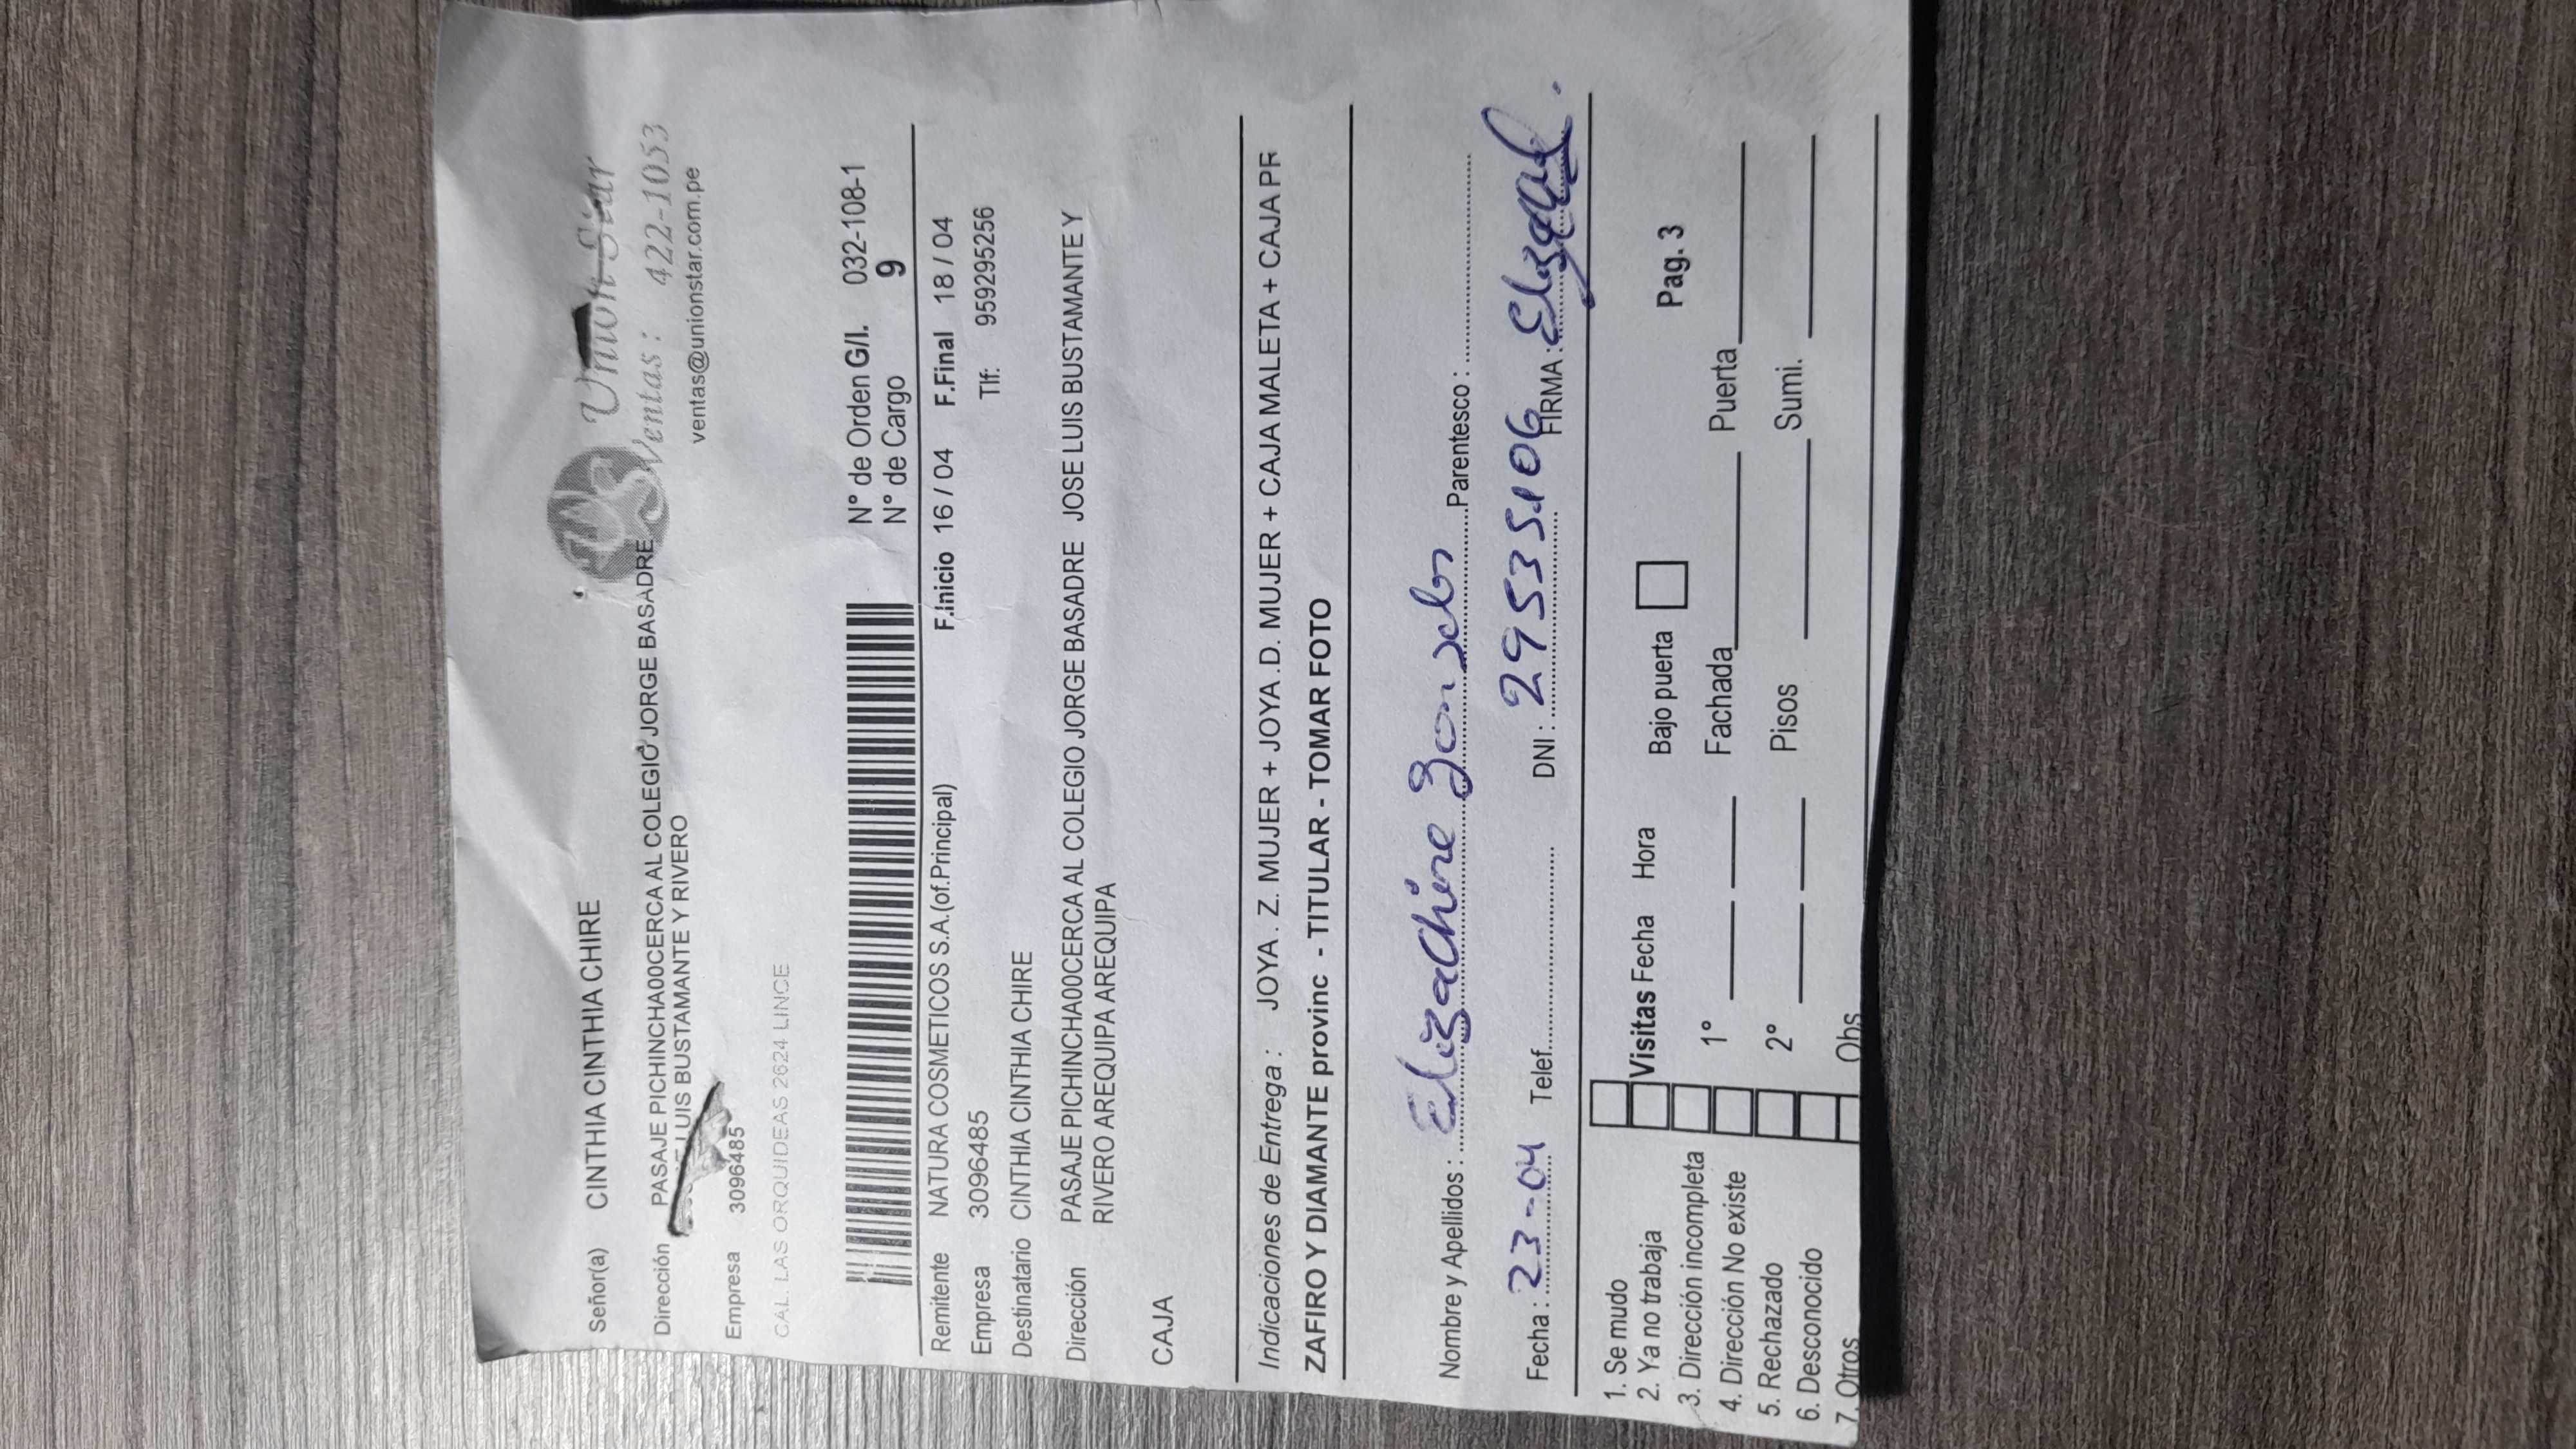 Union Star
Ventas: 422-1053
ventas@unionstar.com.pe
Señor(a) CINTHIA CINTHIA CHIRE
Dirección PASAJE PICHINCHA00CERCA AL COLEGIO JORGE BASADRE
LUIS BUSTAMANTE Y RIVERO
Empresa 3096485
CAL. LAS ORQUIDEAS 2624 LINCE
N° de Orden G/I. 032-108-1
N° de Cargo 9
Remitente NATURA COSMETICOS S.A.(of.Principal) F.Inicio 16 / 04 F.Final 18 / 04
Empresa 3096485 Tlf: 959295256
Destinatario CINTHIA CINTHIA CHIRE
Dirección PASAJE PICHINCHA00CERCA AL COLEGIO JORGE BASADRE JOSE LUIS BUSTAMANTE Y
RIVERO AREQUIPA AREQUIPA
CAJA
Indicaciones de Entrega : JOYA . Z. MUJER + JOYA .D. MUJER + CAJA MALETA + CAJA PR
ZAFIRO Y DIAMANTE provinc - TITULAR - TOMAR FOTO
Nombre y Apellidos : Eliza Chire Parentesco :
Fecha : 23-04 Telef. DNI : 29535106 FIRMA :
1. Se mudo
2. Ya no trabaja Visitas Fecha Hora Bajo puerta Pag. 3
3. Dirección incompleta
4. Dirección No existe 1° Fachada Puerta
5. Rechazado
6. Desconocido 2° Pisos Sumi.
7. Otros Obs